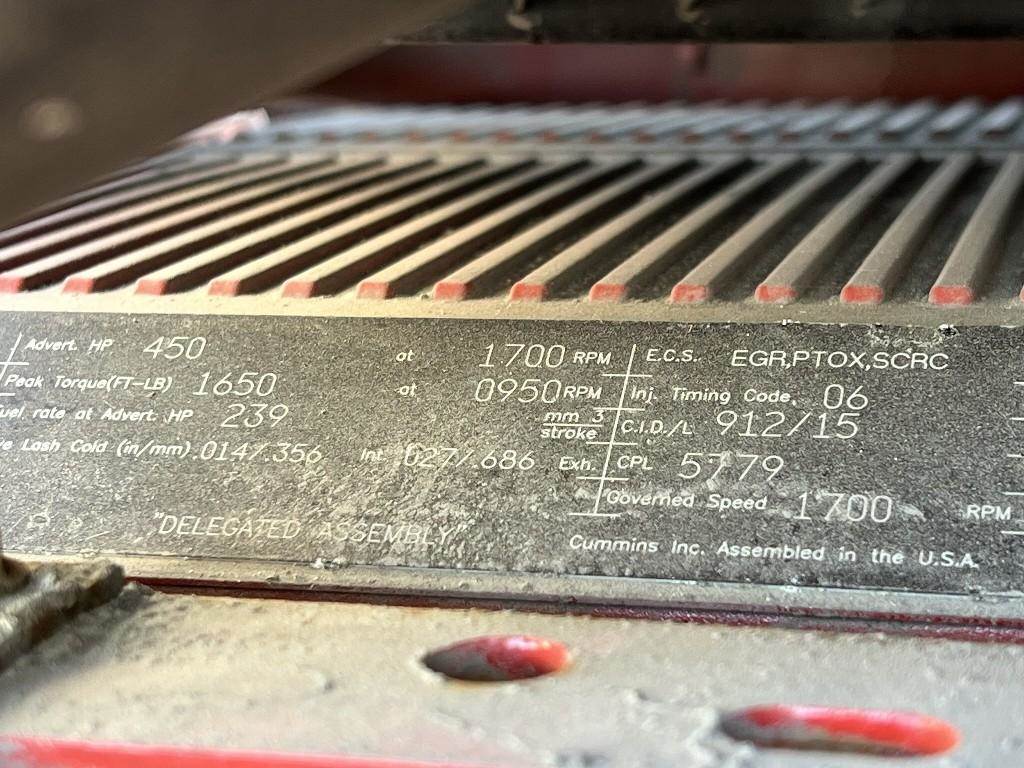 Advert. HP 450 at 1700 RPM E.C.S. EGR,PTOX,SCRC
Peak Torque(FT-LB) 1650 at 0950 RPM Inj. Timing Code. 06
uel rate at Advert. HP 239 mm 3 stroke C.I.D./L 912/15
e Lash Cold (in/mm) .014/.356 Int .027/.686 Exh. CPL 5779
Governed Speed 1700 RPM
"DELEGATED ASSEMBLY"
Cummins Inc. Assembled in the U.S.A.